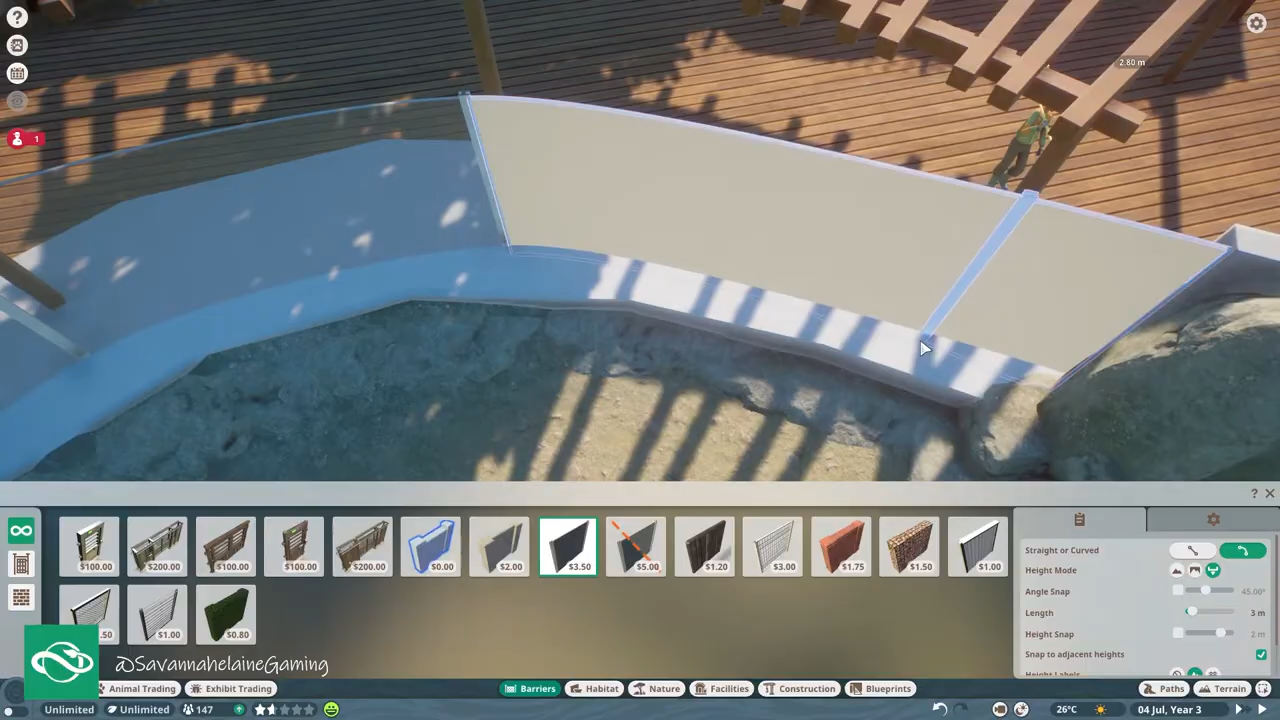 ?
2.80 m
1
? ×
$100.00 $200.00 $100.00 $100.00 $200.00 $0.00 $2.00 $3.50 $5.00 $1.20 $3.00 $1.75 $1.50 $1.00
.50 $1.00 $0.80
Straight or Curved
Height Mode
Angle Snap 45.00°
Length 3 m
Height Snap 2 m
Snap to adjacent heights
Height Labels
@SavannahelaineGaming
Animal Trading Exhibit Trading Barriers Habitat Nature Facilities Construction Blueprints Paths Terrain
Unlimited Unlimited 147 26°C 04 Jul, Year 3